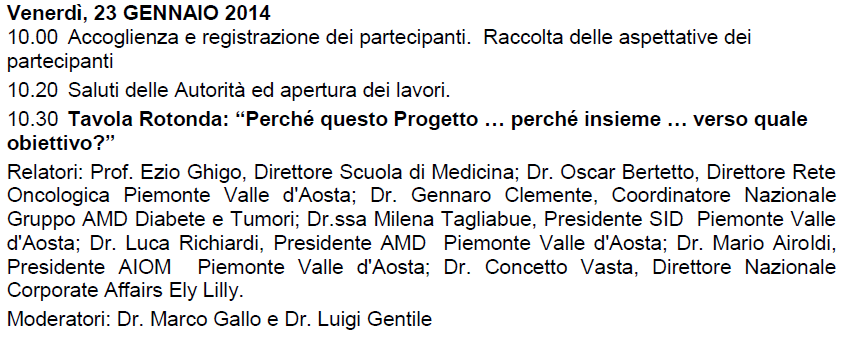 Venerdì, 23 GENNAIO 2014
10.00  Accoglienza e registrazione dei partecipanti.  Raccolta delle aspettative dei
partecipanti
10.20  Saluti delle Autorità ed apertura dei lavori.
10.30  Tavola Rotonda: “Perché questo Progetto … perché insieme … verso quale
obiettivo?”
Relatori: Prof. Ezio Ghigo, Direttore Scuola di Medicina; Dr. Oscar Bertetto, Direttore Rete
Oncologica Piemonte Valle d'Aosta; Dr. Gennaro Clemente, Coordinatore Nazionale
Gruppo AMD Diabete e Tumori; Dr.ssa Milena Tagliabue, Presidente SID  Piemonte Valle
d'Aosta; Dr. Luca Richiardi, Presidente AMD  Piemonte Valle d'Aosta; Dr. Mario Airoldi,
Presidente AIOM  Piemonte Valle d'Aosta; Dr. Concetto Vasta, Direttore Nazionale
Corporate Affairs Ely Lilly.
Moderatori: Dr. Marco Gallo e Dr. Luigi Gentile